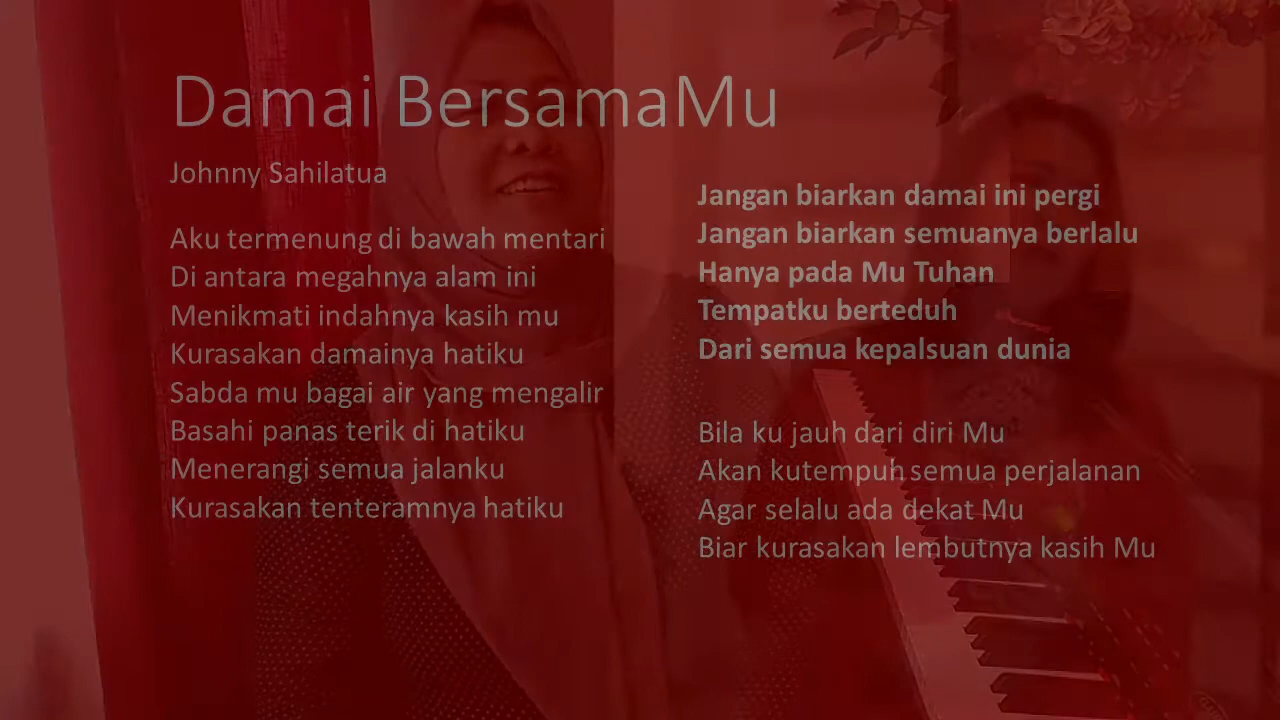 Damai BersamaMu
Johnny Sahilatua
Aku termenung di bawah mentari
Di antara megahnya alam ini
Menikmati indahnya kasih mu
Kurasakan damainya hatiku
Sabda mu bagai air yang mengalir
Basahi panas terik di hatiku
Menerangi semua jalanku
Kurasakan tenteramnya hatiku
Jangan biarkan damai ini pergi
Jangan biarkan semuanya berlalu
Hanya pada Mu Tuhan
Tempatku berteduh
Dari semua kepalsuan dunia
Bila ku jauh dari diri Mu
Akan kutempuh semua perjalanan
Agar selalu ada dekat Mu
Biar kurasakan lembutnya kasih Mu